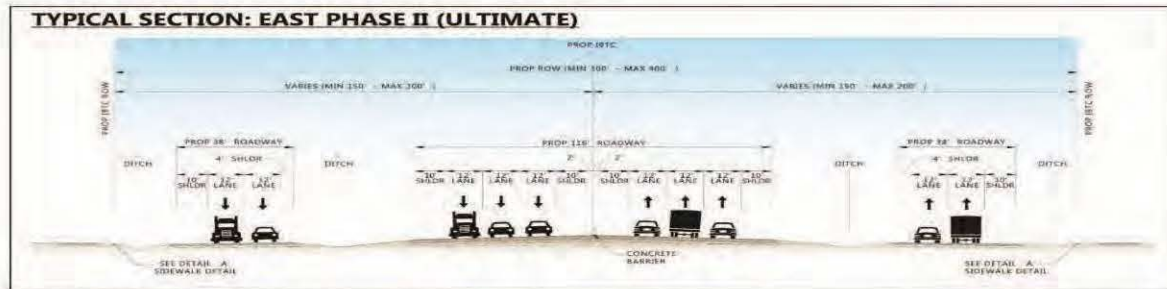 TYPICAL SECTION: EAST PHASE II (ULTIMATE)
PROP IBTC
PROP ROW (MIN 300' - MAX 400' )
VARIES (MIN 150' - MAX 200' )
VARIES (MIN 150' - MAX 200' )
PROP IBTC ROW
PROP IBTC ROW
PROP 38' ROADWAY
PROP 116' ROADWAY
PROP 38' ROADWAY
DITCH
4' SHLDR
DITCH
2'
2'
DITCH
4' SHLDR
DITCH
10' SHLDR
12' LANE
12' LANE
10' SHLDR
12' LANE
12' LANE
12' LANE
10' SHLDR
10' SHLDR
12' LANE
12' LANE
12' LANE
10' SHLDR
12' LANE
12' LANE
10' SHLDR
SEE DETAIL A
SIDEWALK DETAIL
CONCRETE
BARRIER
SEE DETAIL A
SIDEWALK DETAIL